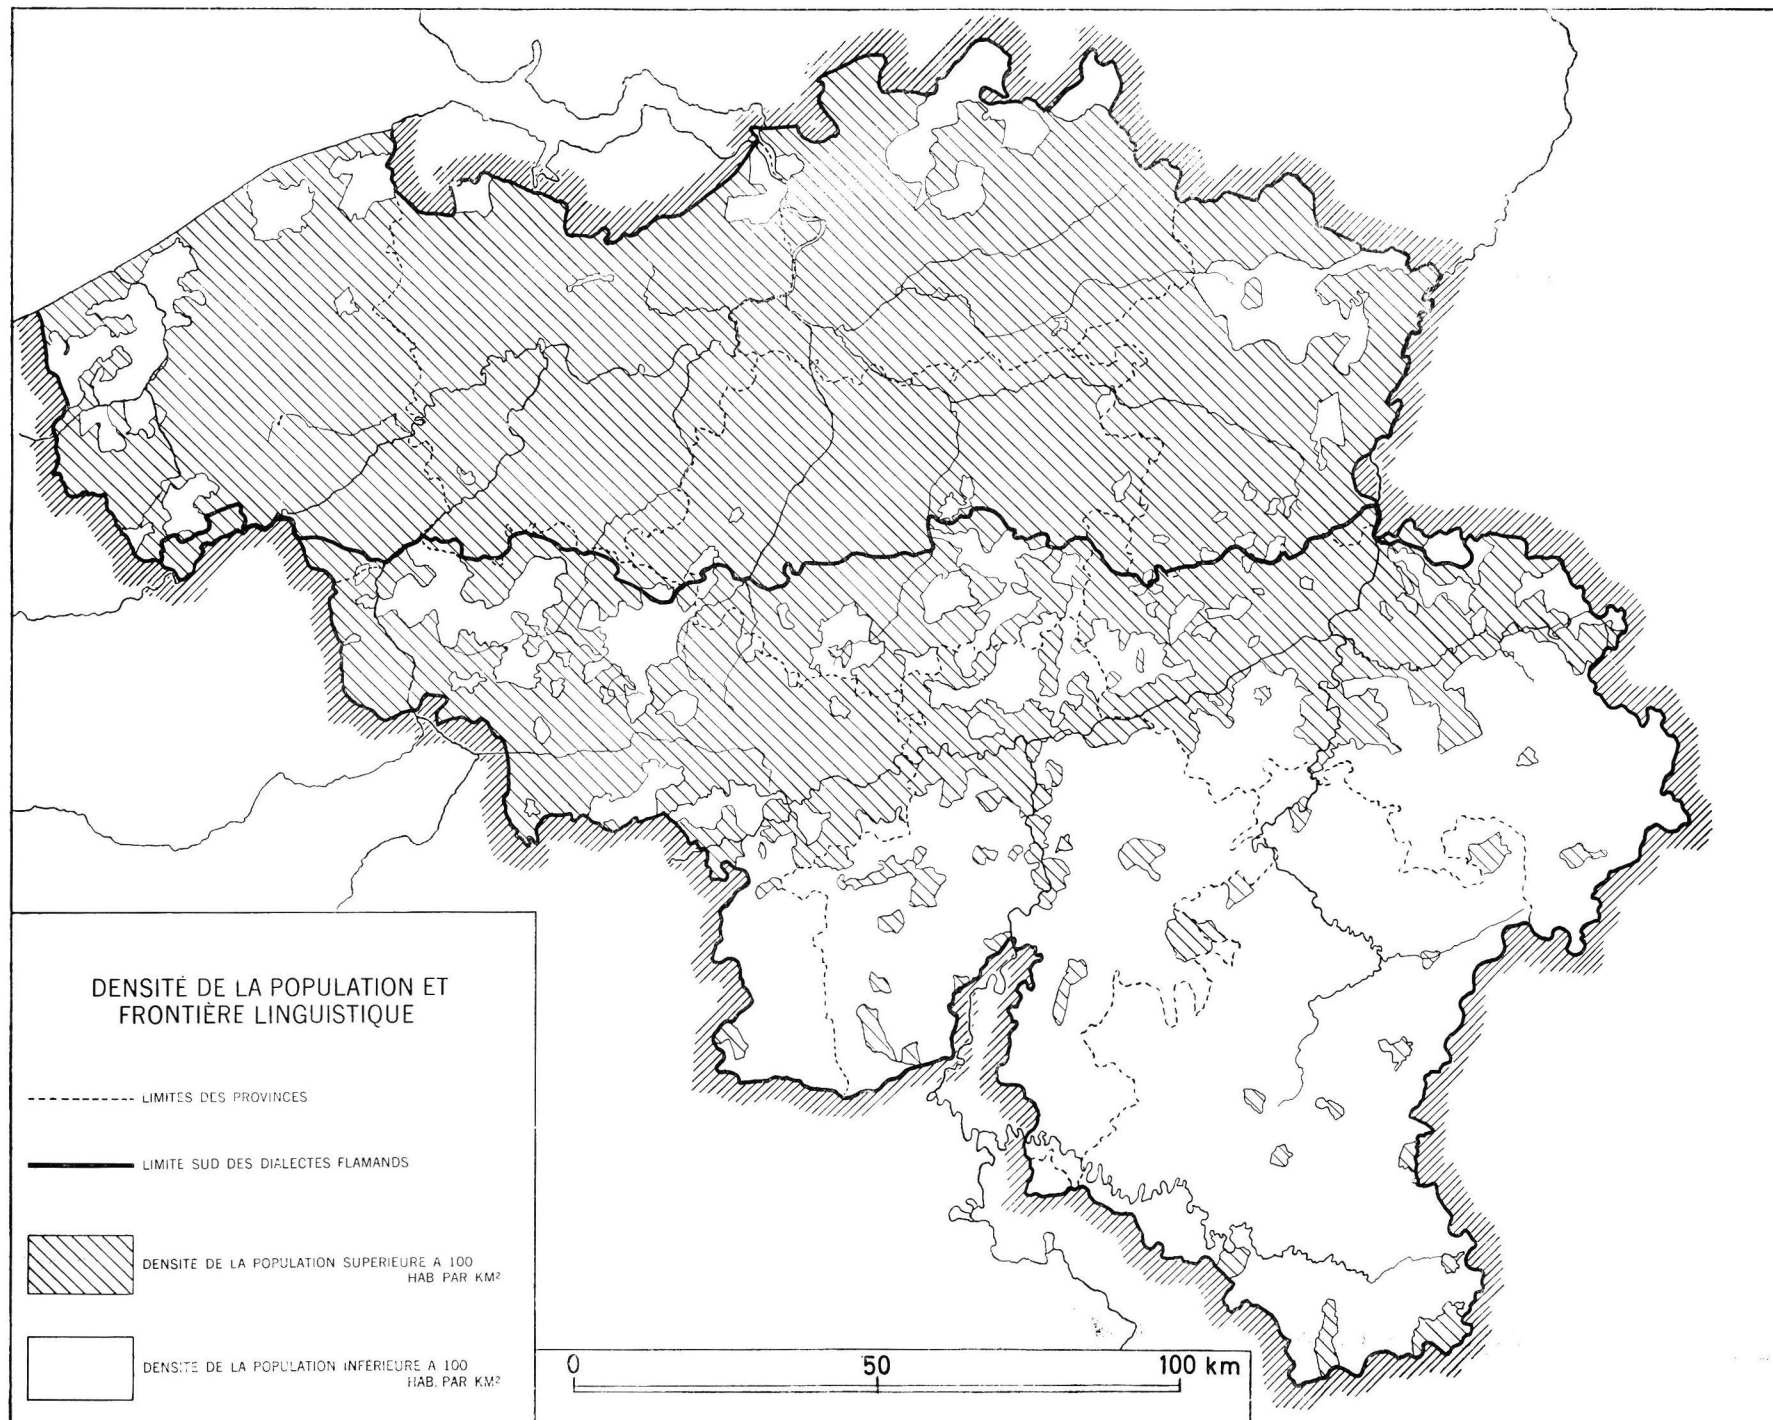 DENSITÉ DE LA POPULATION ET
FRONTIÈRE LINGUISTIQUE
LIMITES DES PROVINCES
LIMITE SUD DES DIALECTES FLAMANDS
DENSITE DE LA POPULATION SUPERIEURE A 100
HAB PAR KM²
DENSITE DE LA POPULATION INFÉRIEURE A 100
HAB. PAR KM²
0 50 100 km